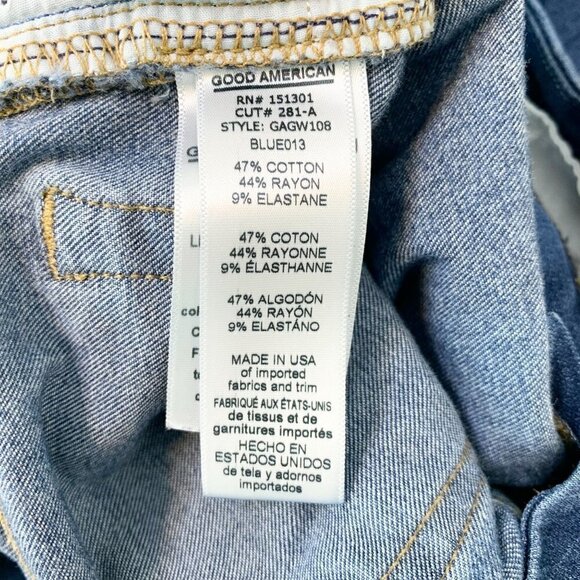 GOOD AMERICAN
RN# 151301
CUT# 281-A
STYLE: GAGW108
BLUE013
47% COTTON
44% RAYON
9% ELASTANE
47% COTON
44% RAYONNE
9% ÉLASTHANNE
47% ALGODÓN
44% RAYÓN
9% ELASTÁNO
MADE IN USA
of imported
fabrics and trim
FABRIQUÉ AUX ÉTATS-UNIS
de tissus et de
garnitures importés
HECHO EN
ESTADOS UNIDOS
de tela y adornos
importados